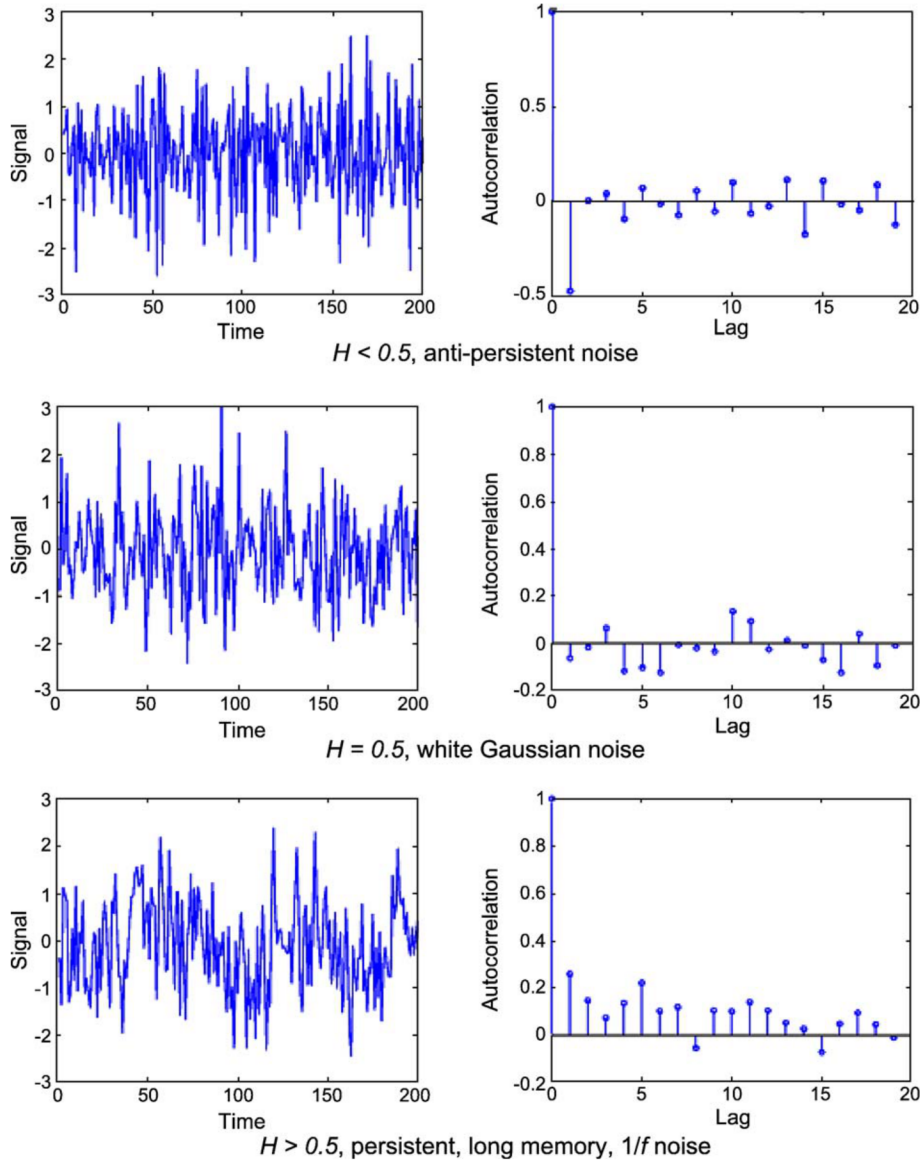 3
2
1
0
-1
-2
-3
Signal
0 50 100 150 200
Time
1
0.5
0
-0.5
Autocorrelation
0 5 10 15 20
Lag
H < 0.5, anti-persistent noise
3
2
1
0
-1
-2
-3
Signal
0 50 100 150 200
Time
1
0.8
0.6
0.4
0.2
0
-0.2
Autocorrelation
0 5 10 15 20
Lag
H = 0.5, white Gaussian noise
3
2
1
0
-1
-2
-3
Signal
0 50 100 150 200
Time
1
0.8
0.6
0.4
0.2
0
-0.2
Autocorrelation
0 5 10 15 20
Lag
H > 0.5, persistent, long memory, 1/f noise